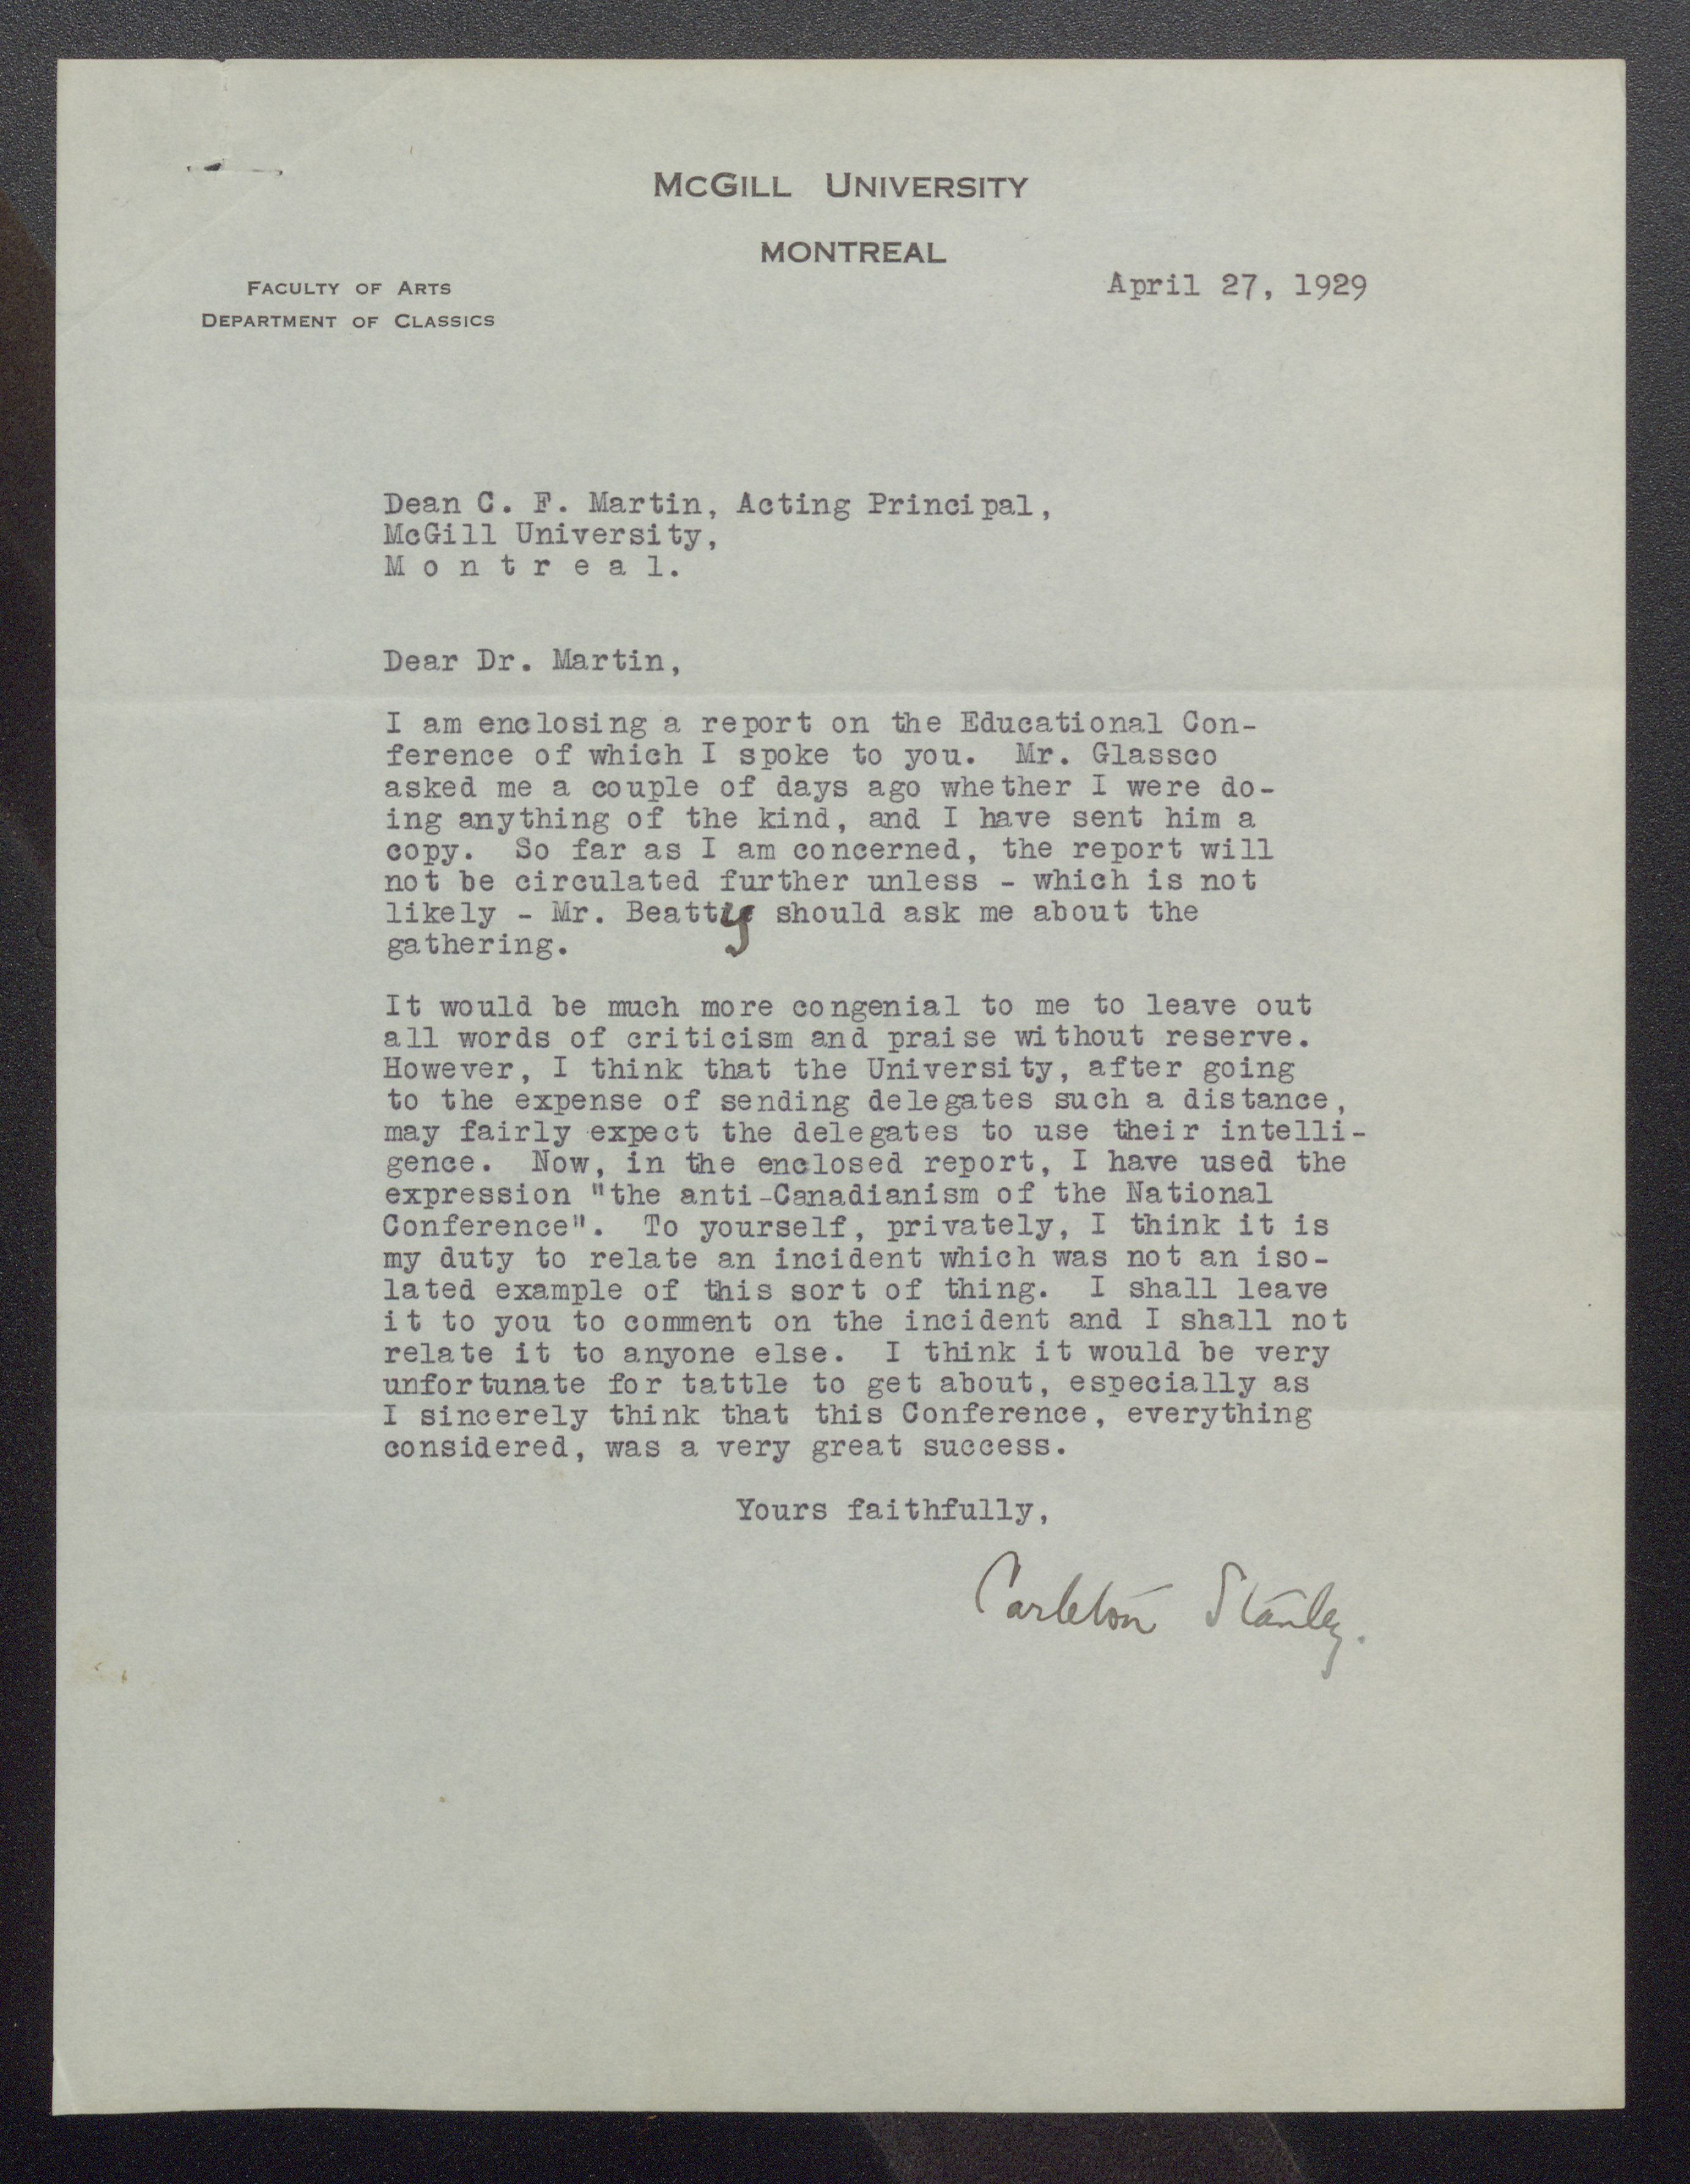 McGill University
MONTREAL
Faculty of Arts
Department of Classics
April 27, 1929
Dean C. F. Martin, Acting Principal,
McGill University,
M o n t r e a l.
Dear Dr. Martin,
I am enclosing a report on the Educational Con-
ference of which I spoke to you. Mr. Glassco
asked me a couple of days ago whether I were do-
ing anything of the kind, and I have sent him a
copy. So far as I am concerned, the report will
not be circulated further unless - which is not
likely - Mr. Beatty should ask me about the
gathering.
It would be much more congenial to me to leave out
all words of criticism and praise without reserve.
However, I think that the University, after going
to the expense of sending delegates such a distance,
may fairly expect the delegates to use their intelli-
gence. Now, in the enclosed report, I have used the
expression "the anti-Canadianism of the National
Conference". To yourself, privately, I think it is
my duty to relate an incident which was not an iso-
lated example of this sort of thing. I shall leave
it to you to comment on the incident and I shall not
relate it to anyone else. I think it would be very
unfortunate for tattle to get about, especially as
I sincerely think that this Conference, everything
considered, was a very great success.
Yours faithfully,
Carleton Stanley.